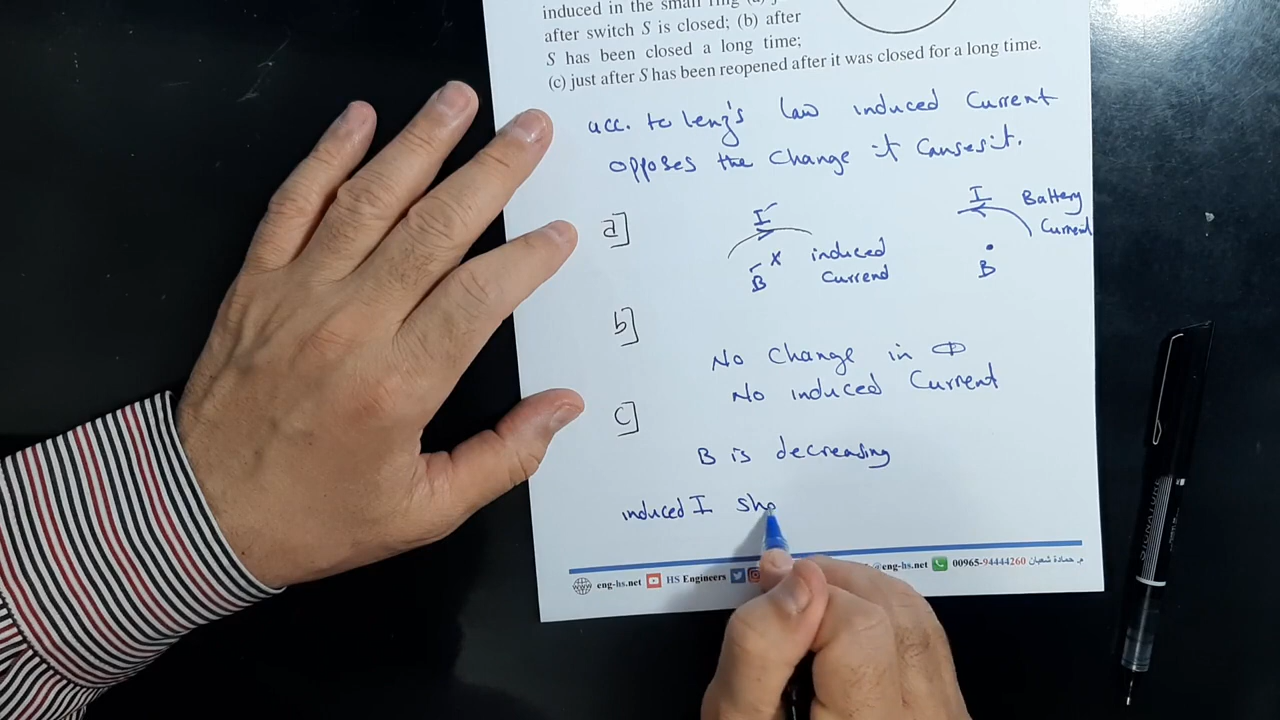 induced in the small ring (a) j
after switch S is closed; (b) after
S has been closed a long time;
(c) just after S has been reopened after it was closed for a long time.
acc. to lenz's law induced Current
opposes the change it Causes it.
a]
I'
x induced
B' Current
I Battery
Current
B
b]
No Change in Φ
No induced Current
c]
B is decreasing
induced I sho
www eng-hs.net HS Engineers @eng-hs.net 00965-94444260 م. حمادة شعبان